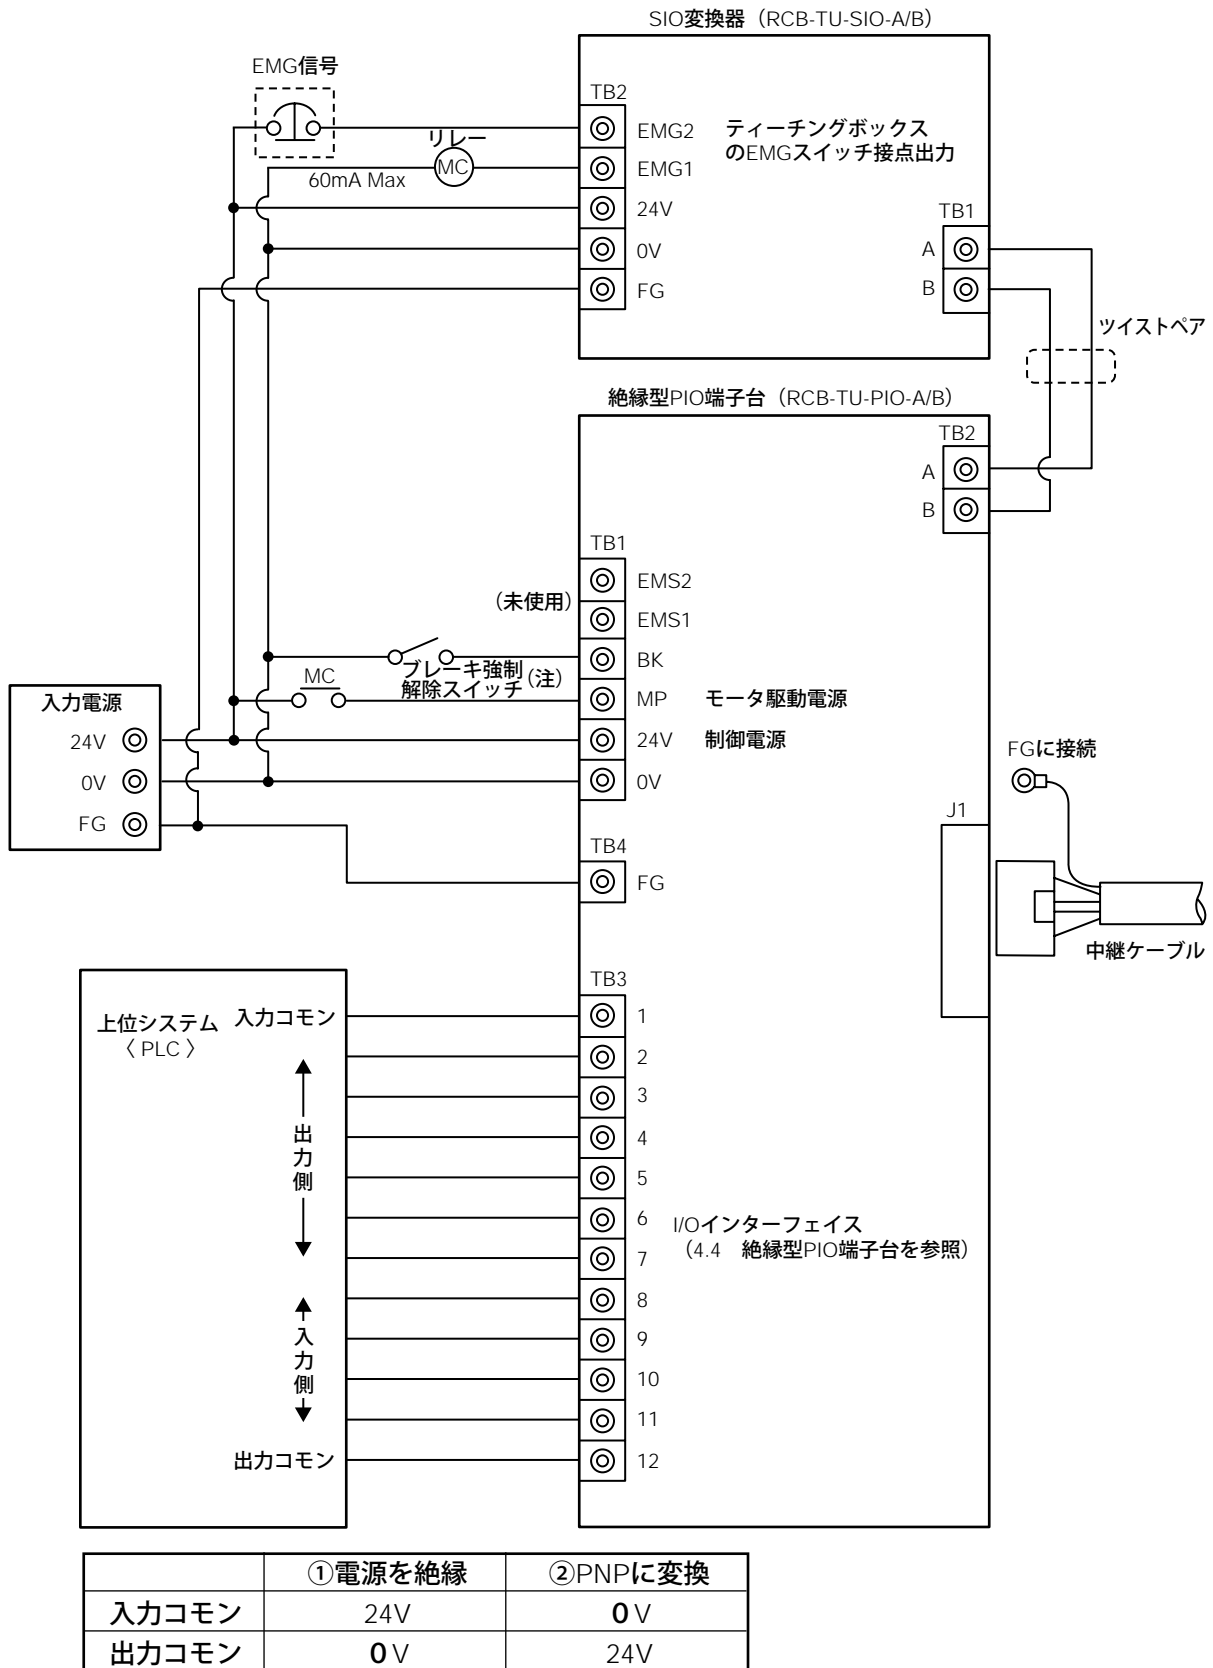 SIO変換器（RCB-TU-SIO-A/B）
EMG信号
TB2
EMG2
ティーチングボックス
のEMGスイッチ接点出力
リレー
MC
60mA Max
EMG1
24V
0V
FG
TB1
A
B
ツイストペア
絶縁型PIO端子台（RCB-TU-PIO-A/B）
TB2
A
B
TB1
EMS2
（未使用）
EMS1
BK
ブレーキ強制
解除スイッチ（注）
MC
MP モータ駆動電源
24V 制御電源
0V
入力電源
24V
0V
FG
TB4
FG
FGに接続
J1
中継ケーブル
上位システム
〈 PLC 〉
入力コモン
出力側
入力側
出力コモン
TB3
1
2
3
4
5
6
7
8
9
10
11
12
I/Oインターフェイス
（4.4　絶縁型PIO端子台を参照）
①電源を絶縁 ②PNPに変換
入力コモン 24V 0V
出力コモン 0V 24V